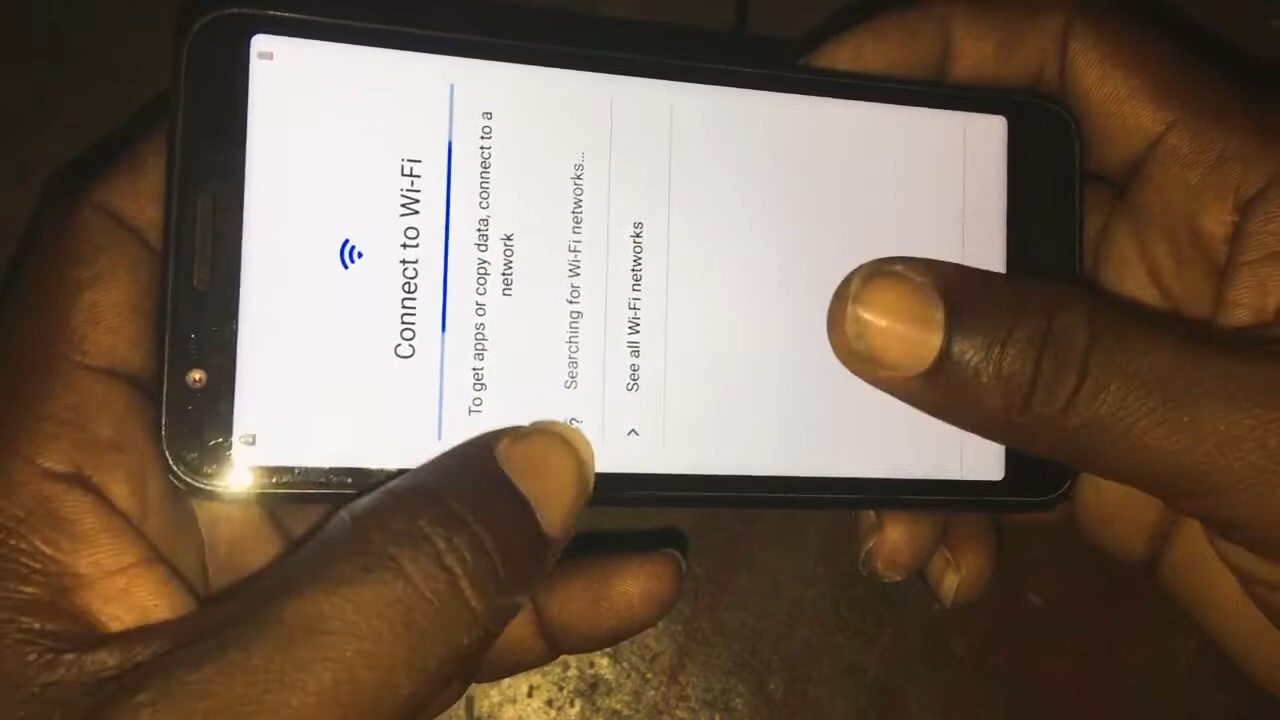 Connect to Wi-Fi
To get apps or copy data, connect to a
network
Searching for Wi-Fi networks...
See all Wi-Fi networks